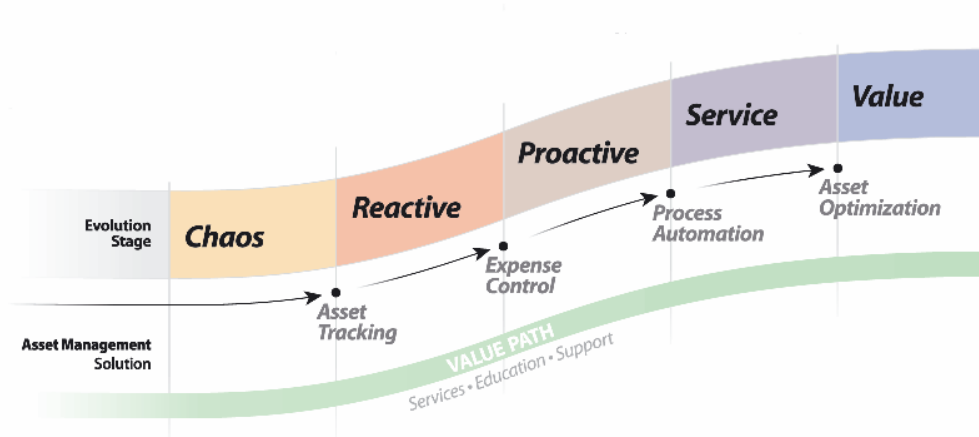 Evolution
Stage
Chaos
Reactive
Proactive
Service
Value
Asset Management
Solution
Asset
Tracking
Expense
Control
Process
Automation
Asset
Optimization
VALUE PATH
Services • Education • Support